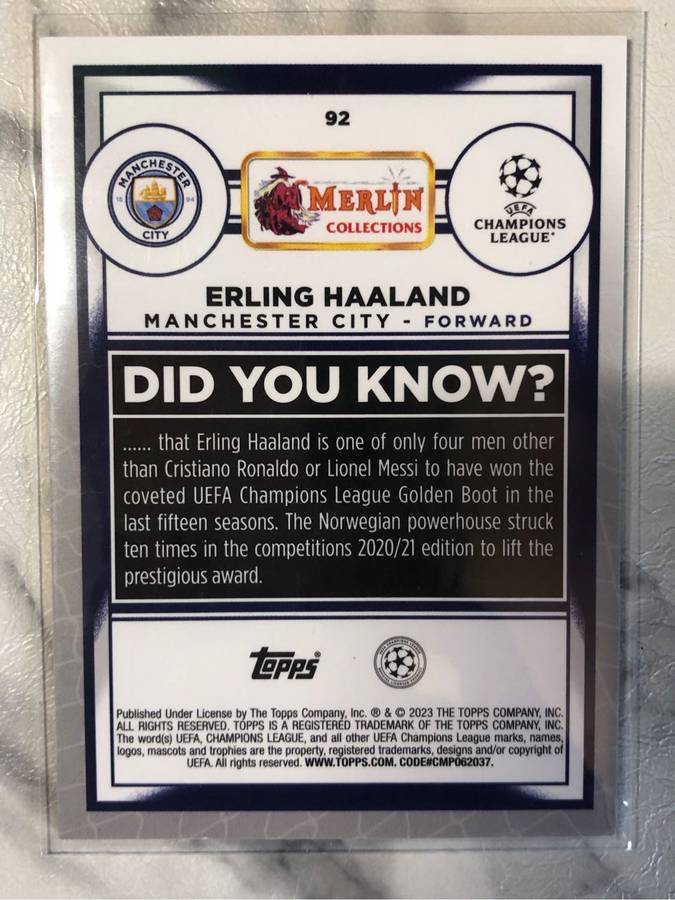 92
MANCHESTER
18 94
CITY
MERLIN
COLLECTIONS
UEFA
CHAMPIONS
LEAGUE
ERLING HAALAND
MANCHESTER CITY - FORWARD
DID YOU KNOW?
...... that Erling Haaland is one of only four men other
than Cristiano Ronaldo or Lionel Messi to have won the
coveted UEFA Champions League Golden Boot in the
last fifteen seasons. The Norwegian powerhouse struck
ten times in the competitions 2020/21 edition to lift the
prestigious award.
Topps
Published Under License by The Topps Company, Inc. ® & © 2023 THE TOPPS COMPANY, INC.
ALL RIGHTS RESERVED. TOPPS IS A REGISTERED TRADEMARK OF THE TOPPS COMPANY, INC.
The word(s) UEFA, CHAMPIONS LEAGUE, and all other UEFA Champions League marks, names,
logos, mascots and trophies are the property, registered trademarks, designs and/or copyright of
UEFA. All rights reserved. WWW.TOPPS.COM. CODE#CMP062037.